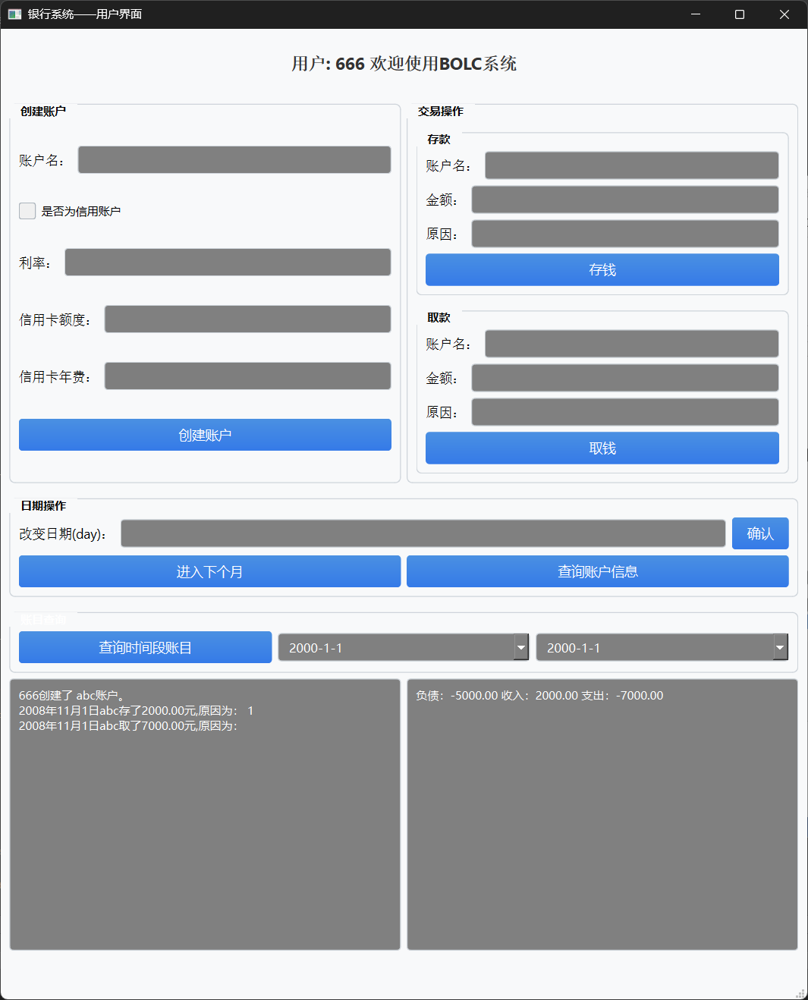 银行系统——用户界面
用户: 666 欢迎使用BOLC系统
创建账户
账户名：
是否为信用账户
利率：
信用卡额度：
信用卡年费：
创建账户
交易操作
存款
账户名：
金额：
原因：
存钱
取款
账户名：
金额：
原因：
取钱
日期操作
改变日期(day)：
确认
进入下个月
查询账户信息
账目查询
查询时间段账目
2000-1-1
2000-1-1
666创建了 abc账户。
2008年11月1日abc存了2000.00元,原因为： 1
2008年11月1日abc取了7000.00元,原因为：
负债：-5000.00 收入：2000.00 支出：-7000.00